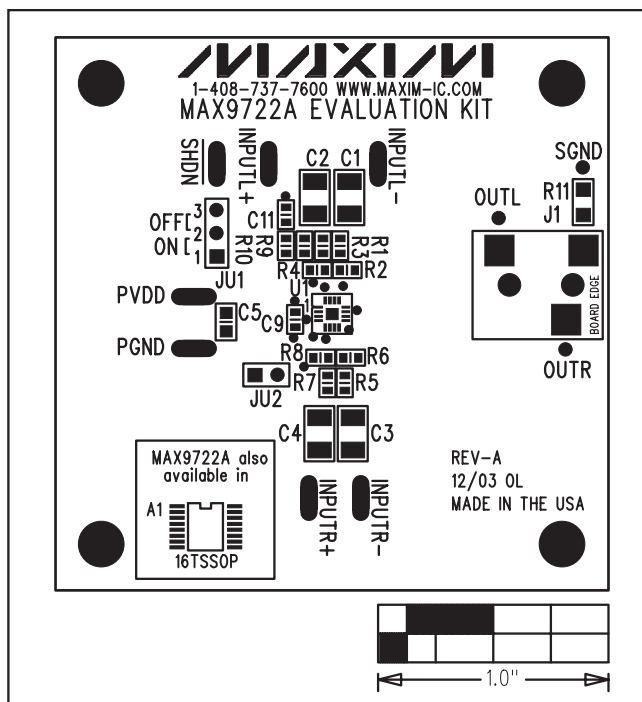 MAXIM
1-408-737-7600 WWW.MAXIM-IC.COM
MAX9722A EVALUATION KIT
SHDN
INPUTL+
C2
C1
INPUTL-
SGND
R11
J1
OUTL
C11
OFF[
ON[
3
2
1
R10
R9
R3
R1
JU1
R4
R2
PVDD
U1
1
C5
C9
BOARD EDGE
PGND
R8
R6
OUTR
JU2
R7
R5
C4
C3
MAX9722A also
available in
A1
16TSSOP
INPUTR+
INPUTR-
REV-A
12/03 OL
MADE IN THE USA
1.0"